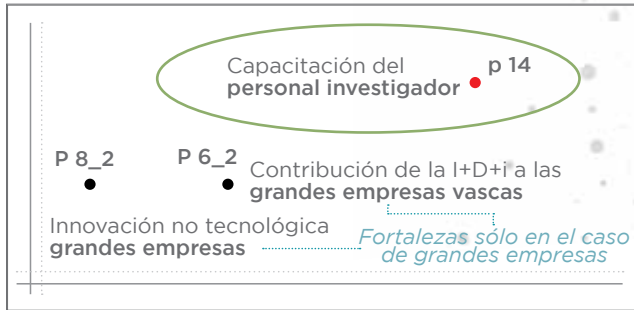 Capacitación del
personal investigador
p 14
P 8_2
P 6_2
Contribución de la I+D+i a las
grandes empresas vascas
Innovación no tecnológica
grandes empresas
Fortalezas sólo en el caso
de grandes empresas